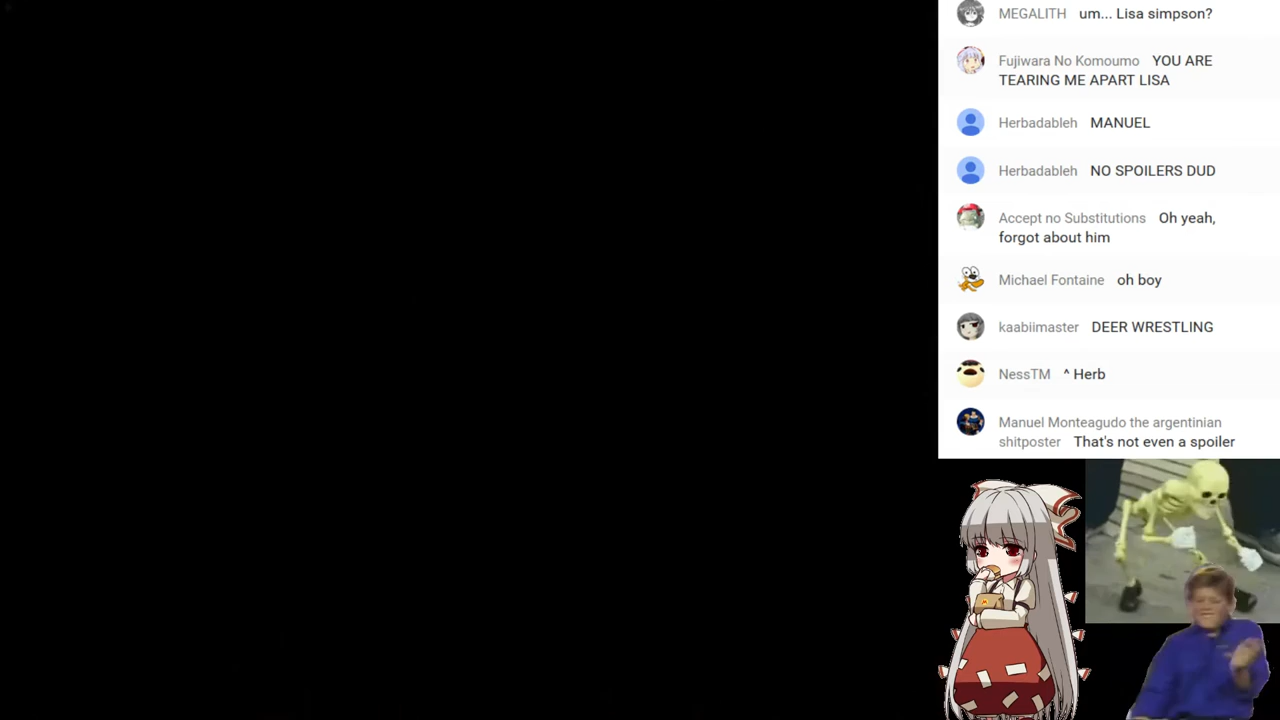 MEGALITH um... Lisa simpson?
Fujiwara No Komoumo YOU ARE
TEARING ME APART LISA
Herbadableh MANUEL
Herbadableh NO SPOILERS DUD
Accept no Substitutions Oh yeah,
forgot about him
Michael Fontaine oh boy
kaabiimaster DEER WRESTLING
NessTM ^ Herb
Manuel Monteagudo the argentinian
shitposter That's not even a spoiler